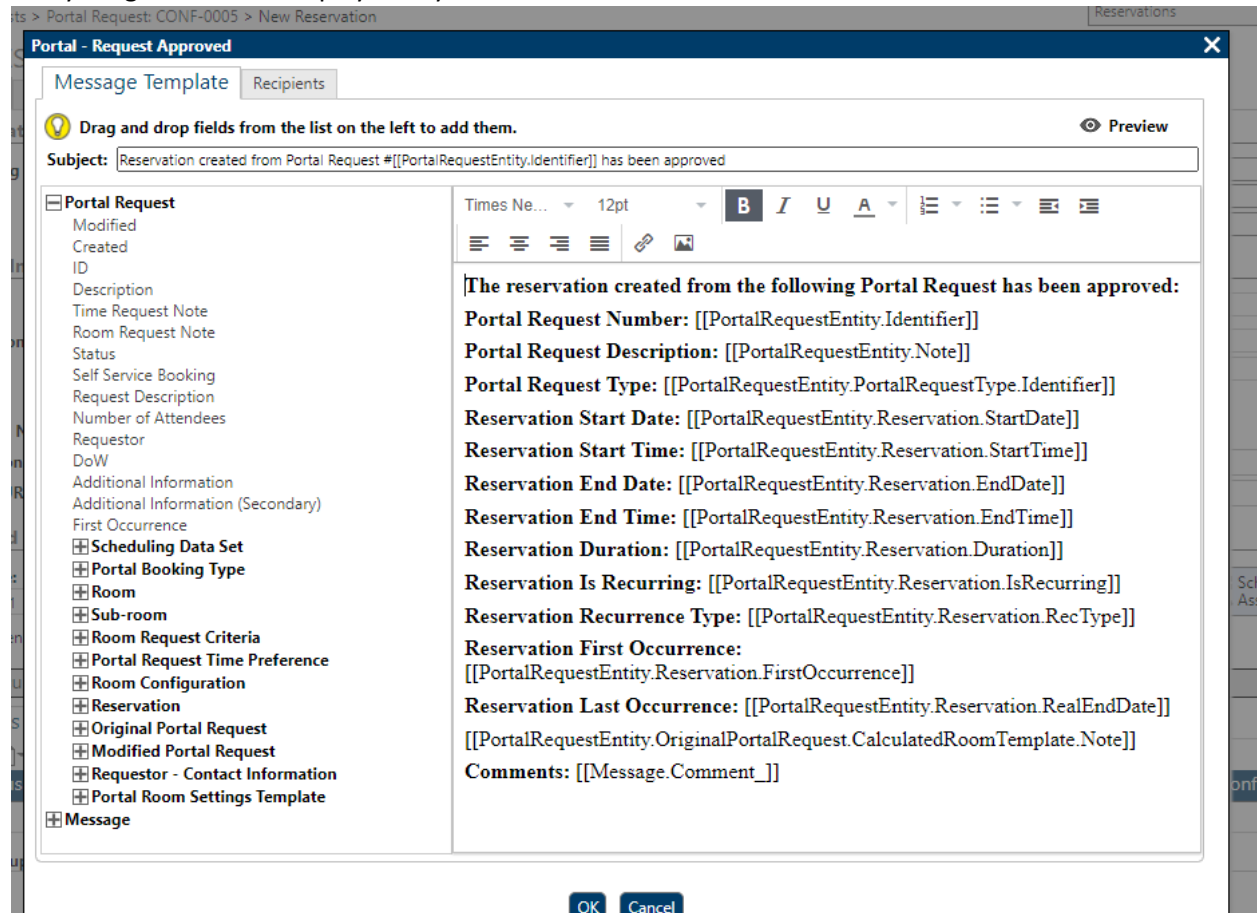 sts > Portal Request: CONF-0005 > New Reservation
Reservations
Portal - Request Approved
Message Template Recipients
Drag and drop fields from the list on the left to add them.
Preview
Subject: Reservation created from Portal Request #[[PortalRequestEntity.Identifier]] has been approved
Portal Request
Modified
Created
ID
Description
Time Request Note
Room Request Note
Status
Self Service Booking
Request Description
Number of Attendees
Requestor
DoW
Additional Information
Additional Information (Secondary)
First Occurrence
Scheduling Data Set
Portal Booking Type
Room
Sub-room
Room Request Criteria
Portal Request Time Preference
Room Configuration
Reservation
Original Portal Request
Modified Portal Request
Requestor - Contact Information
Portal Room Settings Template
Message
Times Ne... 12pt B I U A
The reservation created from the following Portal Request has been approved:
Portal Request Number: [[PortalRequestEntity.Identifier]]
Portal Request Description: [[PortalRequestEntity.Note]]
Portal Request Type: [[PortalRequestEntity.PortalRequestType.Identifier]]
Reservation Start Date: [[PortalRequestEntity.Reservation.StartDate]]
Reservation Start Time: [[PortalRequestEntity.Reservation.StartTime]]
Reservation End Date: [[PortalRequestEntity.Reservation.EndDate]]
Reservation End Time: [[PortalRequestEntity.Reservation.EndTime]]
Reservation Duration: [[PortalRequestEntity.Reservation.Duration]]
Reservation Is Recurring: [[PortalRequestEntity.Reservation.IsRecurring]]
Reservation Recurrence Type: [[PortalRequestEntity.Reservation.RecType]]
Reservation First Occurrence:
[[PortalRequestEntity.Reservation.FirstOccurrence]]
Reservation Last Occurrence: [[PortalRequestEntity.Reservation.RealEndDate]]
[[PortalRequestEntity.OriginalPortalRequest.CalculatedRoomTemplate.Note]]
Comments: [[Message.Comment_]]
OK Cancel